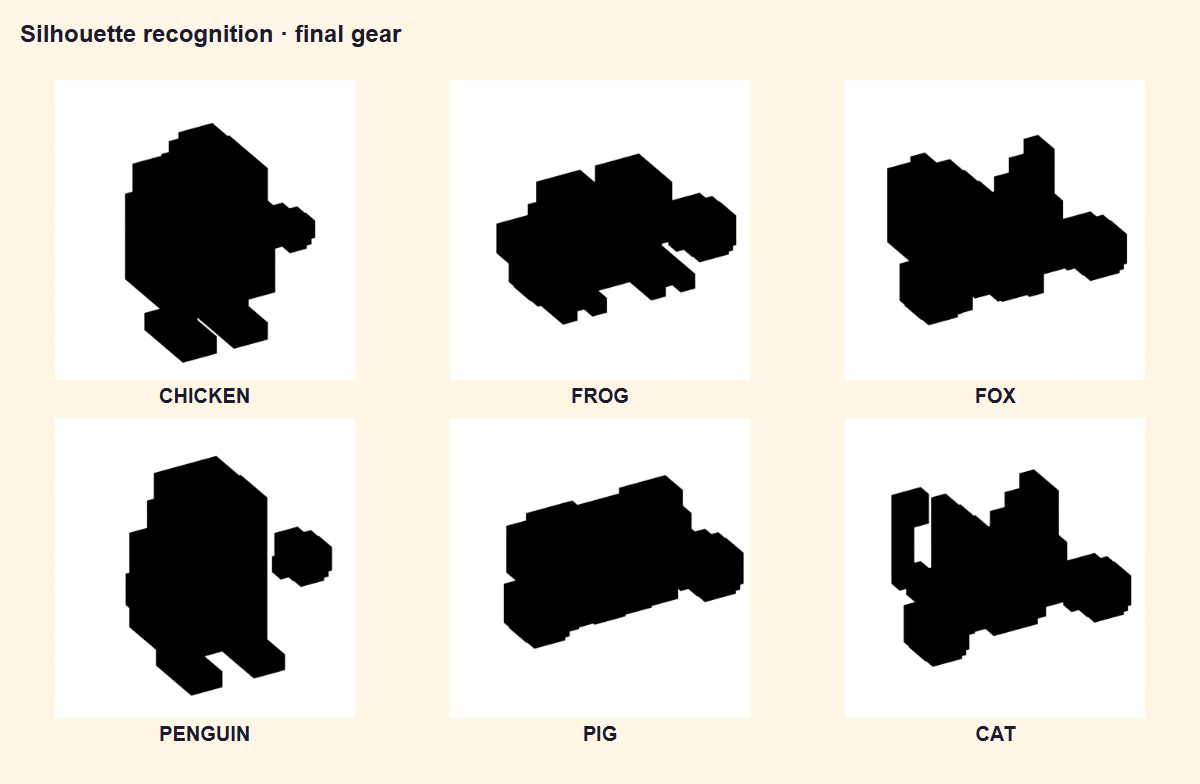 Silhouette recognition · final gear
CHICKEN
FROG
FOX
PENGUIN
PIG
CAT